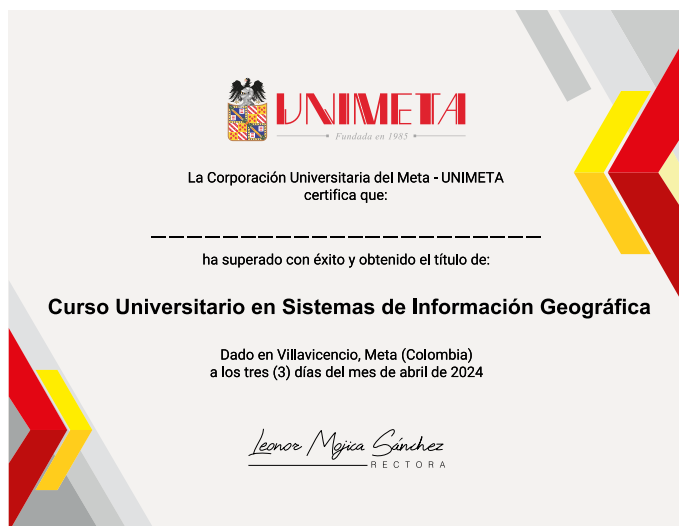 UNIMETA
Fundada en 1985
La Corporación Universitaria del Meta - UNIMETA
certifica que:
ha superado con éxito y obtenido el título de:
Curso Universitario en Sistemas de Información Geográfica
Dado en Villavicencio, Meta (Colombia)
a los tres (3) días del mes de abril de 2024
Leonor Mojica Sánchez
RECTORA